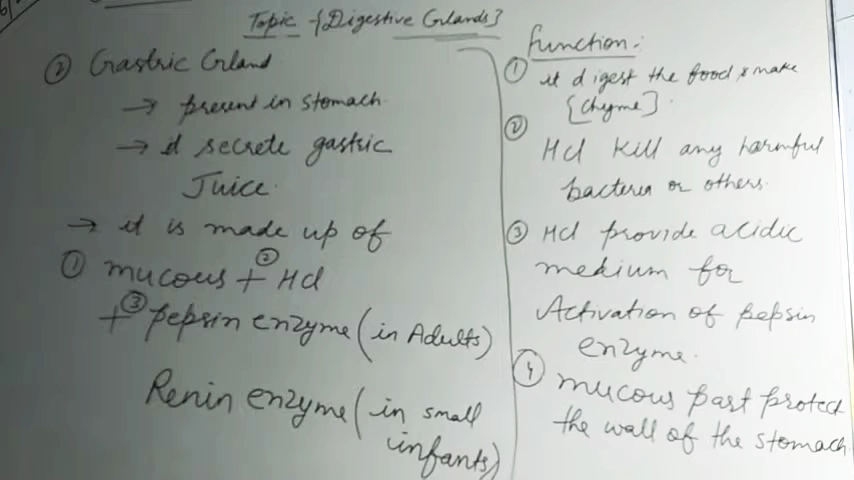 Topic - {Digestive Glands}
② Gastric Gland
→ present in stomach
→ it secrete gastric
Juice.
→ it is made up of
① mucous + ② Hcl
+ ③ pepsin enzyme (in Adults)
Renin enzyme (in small
infants)
function:
① it digest the food & make
{Chyme}.
② Hcl kill any harmful
bacteria or others.
③ Hcl provide acidic
medium for
Activation of pepsin
enzyme.
④ mucous part protect
the wall of the stomach